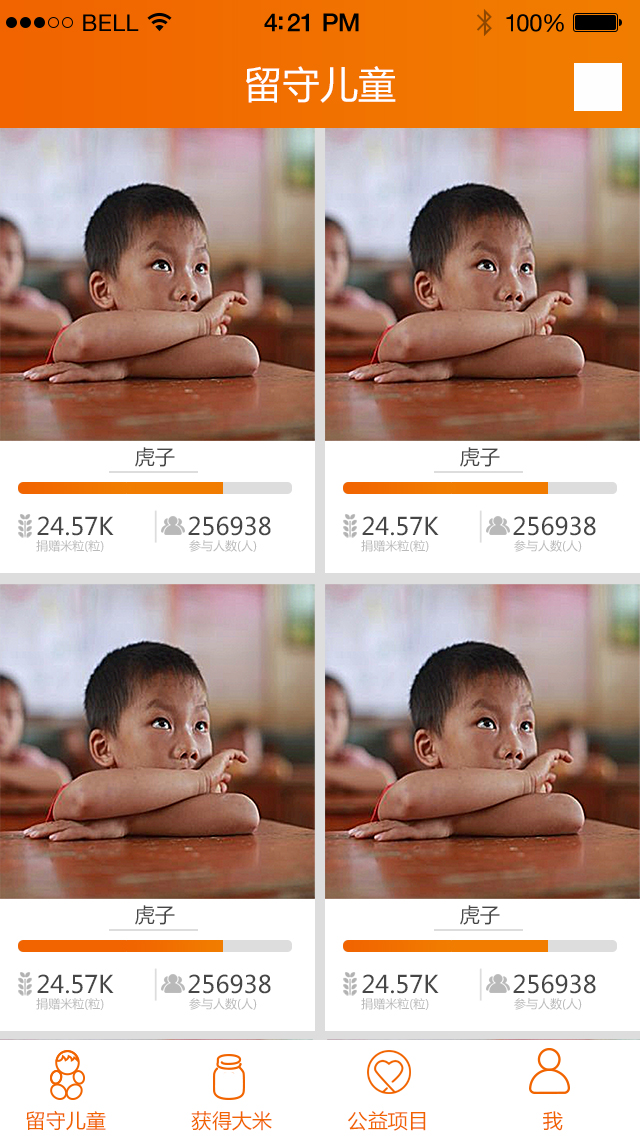 BELL 4:21 PM 100%
留守儿童
虎子 虎子
24.57K 256938 24.57K 256938
捐赠米粒(粒) 参与人数(人) 捐赠米粒(粒) 参与人数(人)
虎子 虎子
24.57K 256938 24.57K 256938
捐赠米粒(粒) 参与人数(人) 捐赠米粒(粒) 参与人数(人)
留守儿童 获得大米 公益项目 我